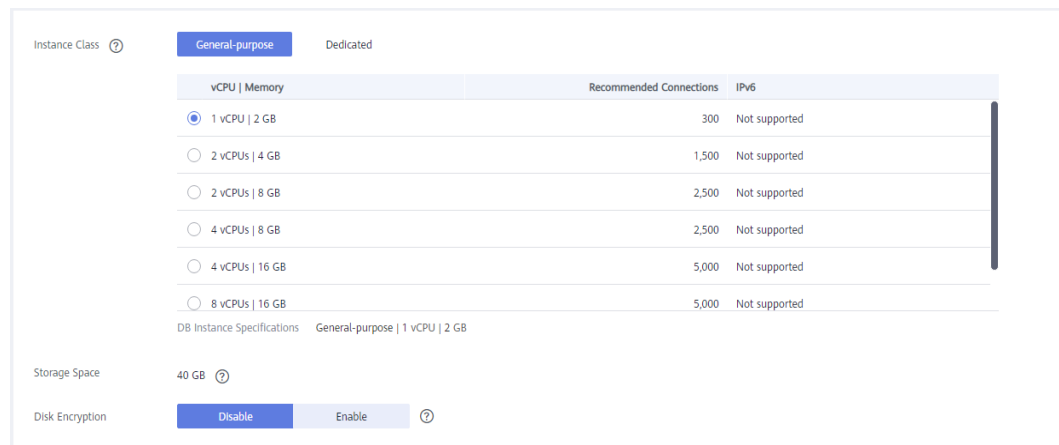 Instance Class ? General-purpose Dedicated
vCPU | Memory Recommended Connections IPv6
1 vCPU | 2 GB 300 Not supported
2 vCPUs | 4 GB 1,500 Not supported
2 vCPUs | 8 GB 2,500 Not supported
4 vCPUs | 8 GB 2,500 Not supported
4 vCPUs | 16 GB 5,000 Not supported
8 vCPUs | 16 GB 5,000 Not supported
DB Instance Specifications General-purpose | 1 vCPU | 2 GB
Storage Space 40 GB ?
Disk Encryption Disable Enable ?